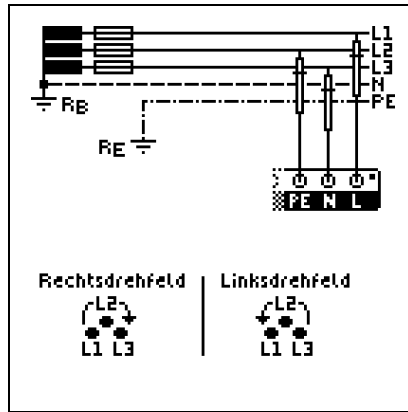 L1
L2
L3
N
RB
PE
RE
PE N L
Rechtsdrehfeld
Linksdrehfeld
L2
L1 L3
L2
L1 L3